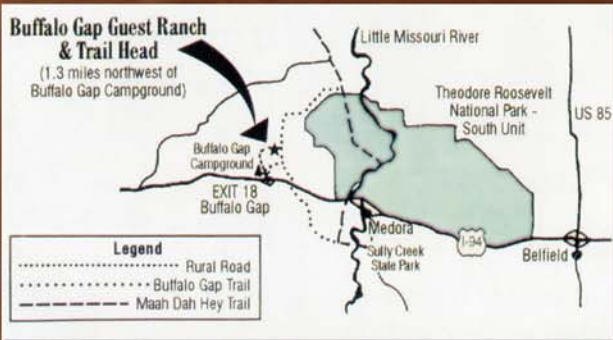 Buffalo Gap Guest Ranch
& Trail Head
(1.3 miles northwest of
Buffalo Gap Campground)
Little Missouri River
Theodore Roosevelt
National Park -
South Unit
US 85
Buffalo Gap
Campground
EXIT 18
Buffalo Gap
Medora
Sully Creek
State Park
I-94
Belfield
Legend
Rural Road
Buffalo Gap Trail
Maah Dah Hey Trail